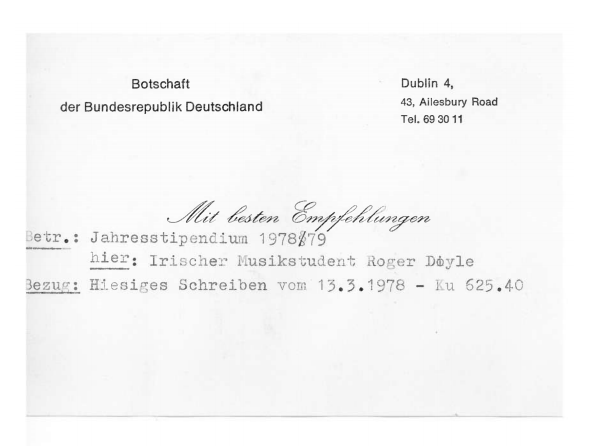 Botschaft
der Bundesrepublik Deutschland
Dublin 4,
43, Ailesbury Road
Tel. 69 30 11
Mit besten Empfehlungen
Betr.: Jahresstipendium 1978/79
hier: Irischer Musikstudent Roger Doyle
Bezug: Hiesiges Schreiben vom 13.3.1978 - Ku 625.40